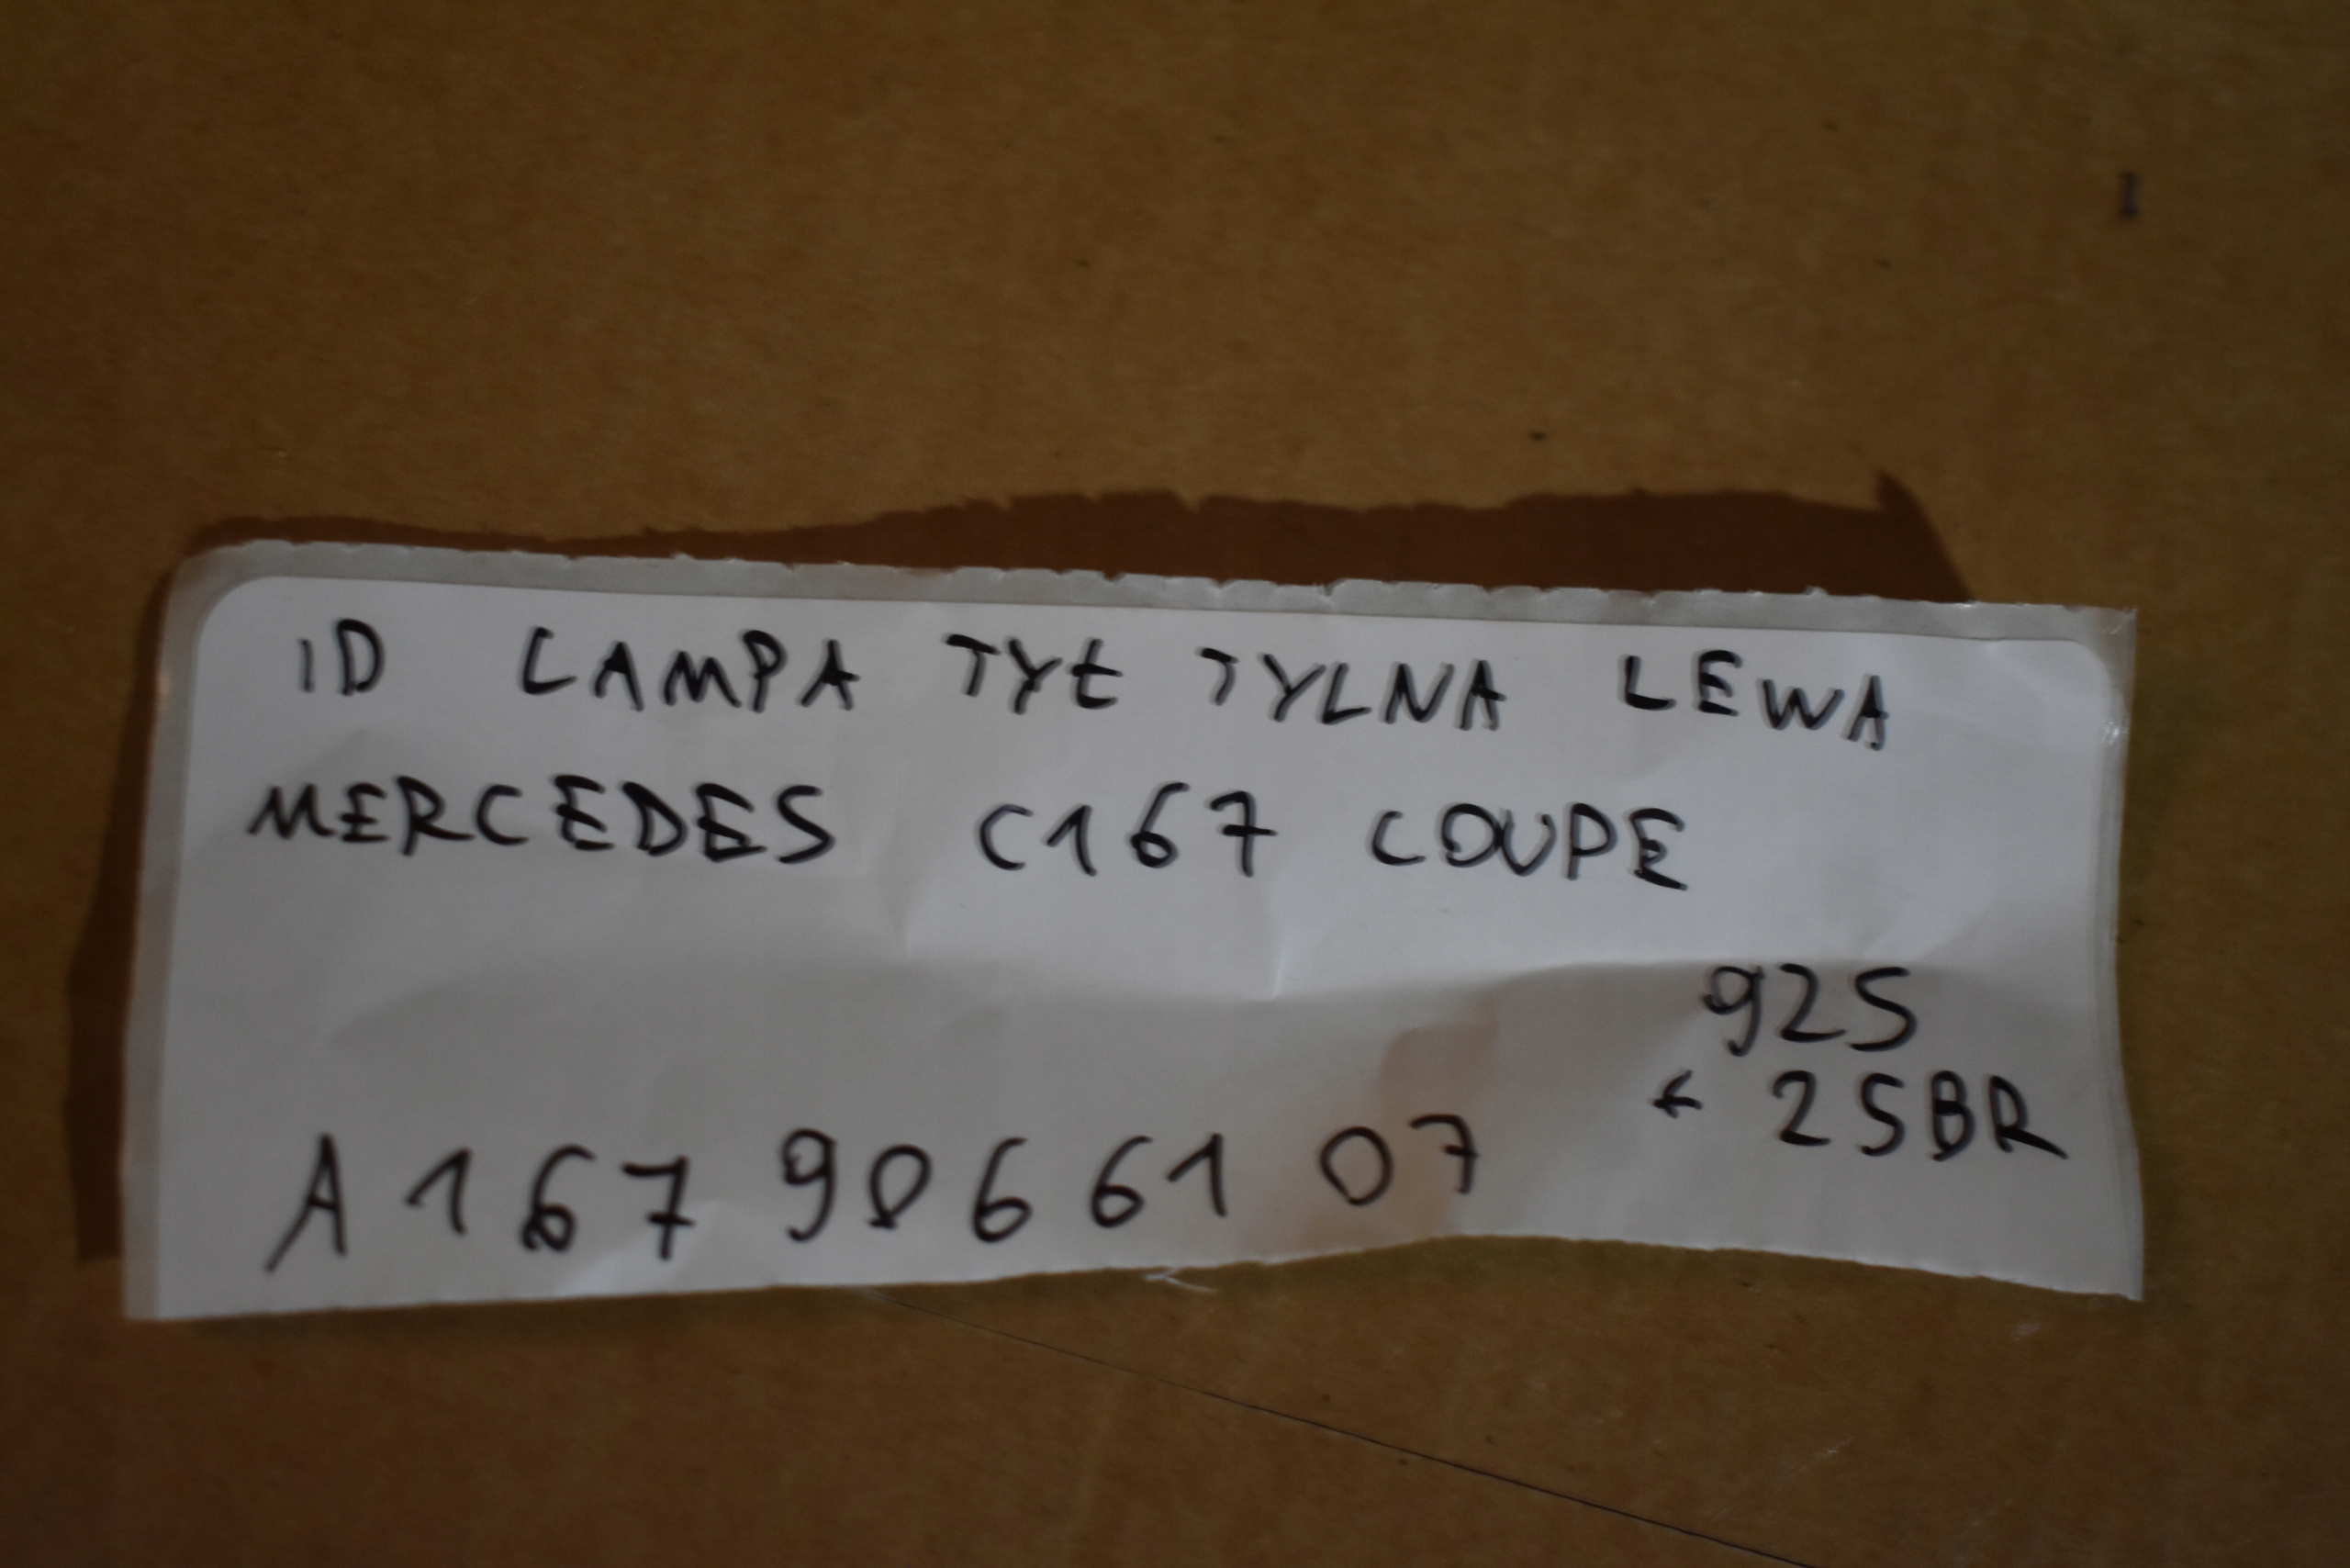 ID LAMPA TYŁ TYLNA LEWA
MERCEDES C167 COUPE
925
← 25BR
A 167 906 61 07